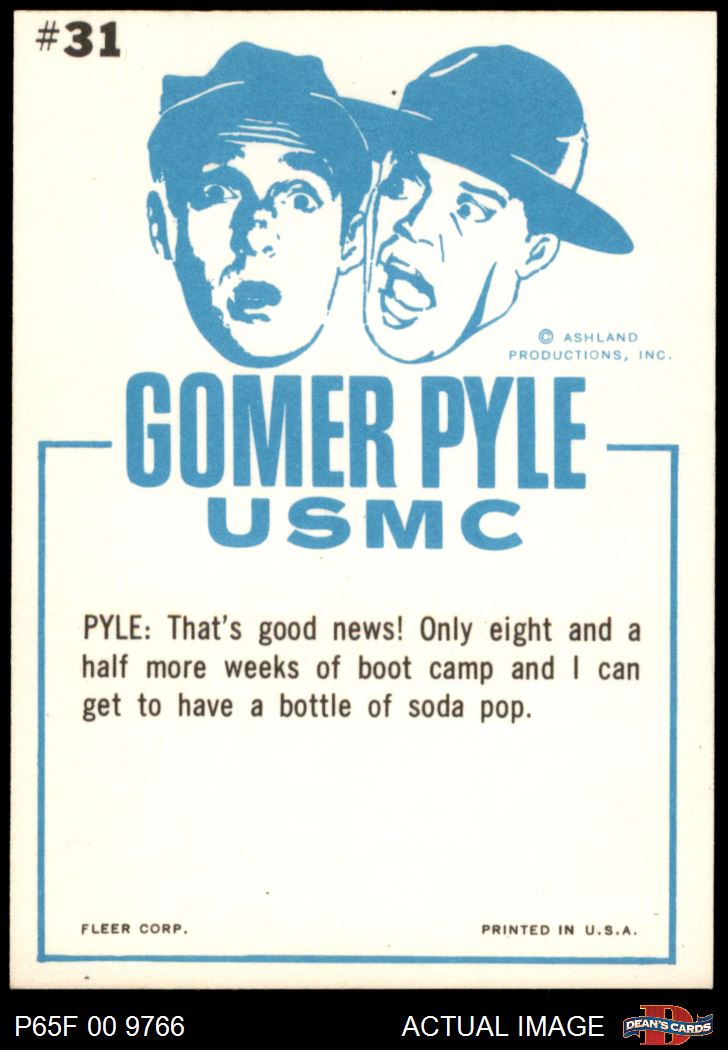 #31
© ASHLAND
PRODUCTIONS, INC.
GOMER PYLE
USMC
PYLE: That's good news! Only eight and a
half more weeks of boot camp and I can
get to have a bottle of soda pop.
FLEER CORP.
PRINTED IN U.S.A.
P65F 00 9766
ACTUAL IMAGE
D
DEAN'S CARDS